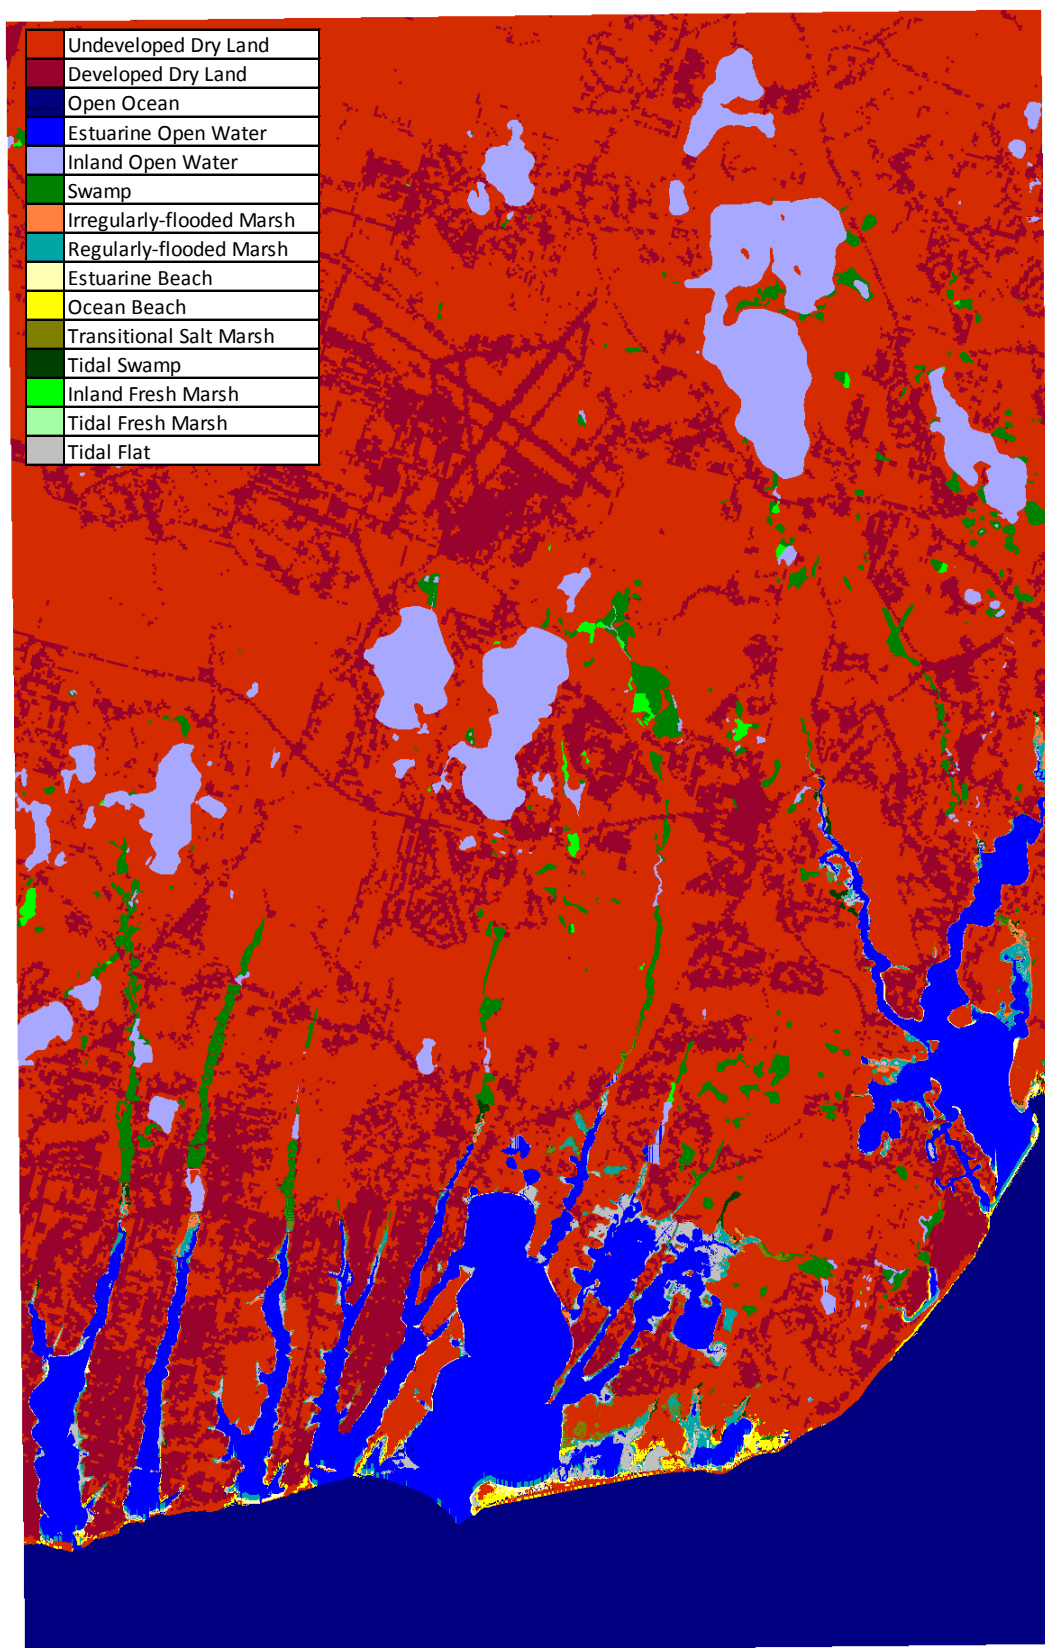 Undeveloped Dry Land
Developed Dry Land
Open Ocean
Estuarine Open Water
Inland Open Water
Swamp
Irregularly-flooded Marsh
Regularly-flooded Marsh
Estuarine Beach
Ocean Beach
Transitional Salt Marsh
Tidal Swamp
Inland Fresh Marsh
Tidal Fresh Marsh
Tidal Flat